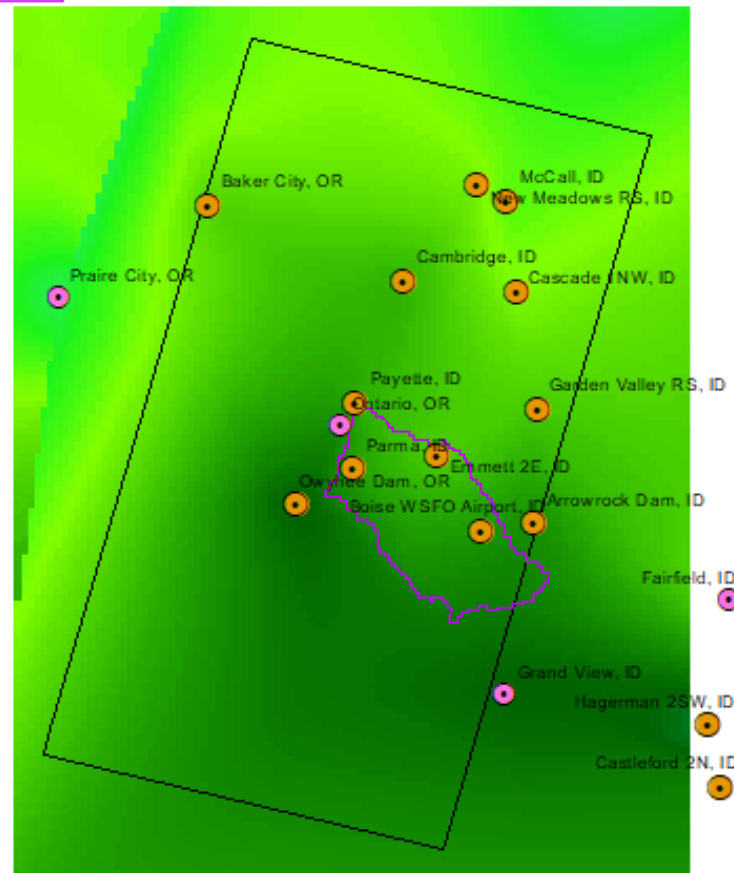 McCall, ID
Baker City, OR
New Meadows RS, ID
Cambridge, ID
Praire City, OR
Cascade 1NW, ID
Payette, ID
Garden Valley RS, ID
Ontario, OR
Parma, ID
Emmett 2E, ID
Owyhee Dam, OR
Arrowrock Dam, ID
Boise WSFO Airport, ID
Fairfield, ID
Grand View, ID
Hagerman 2SW, ID
Castleford 2N, ID